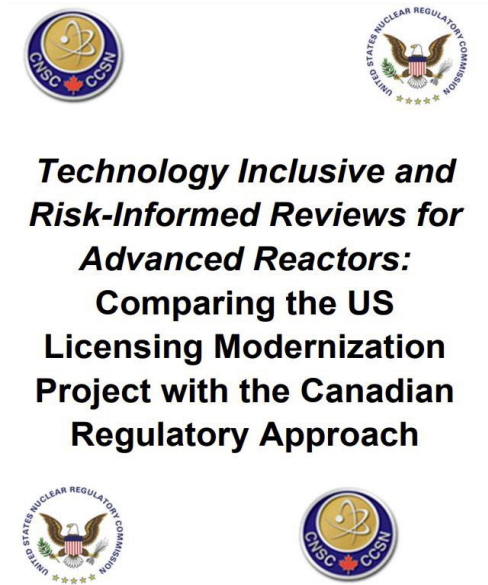 CNSC CCSN
UNITED STATES NUCLEAR REGULATORY COMMISSION
Technology Inclusive and
Risk-Informed Reviews for
Advanced Reactors:
Comparing the US
Licensing Modernization
Project with the Canadian
Regulatory Approach
UNITED STATES NUCLEAR REGULATORY COMMISSION
CNSC CCSN